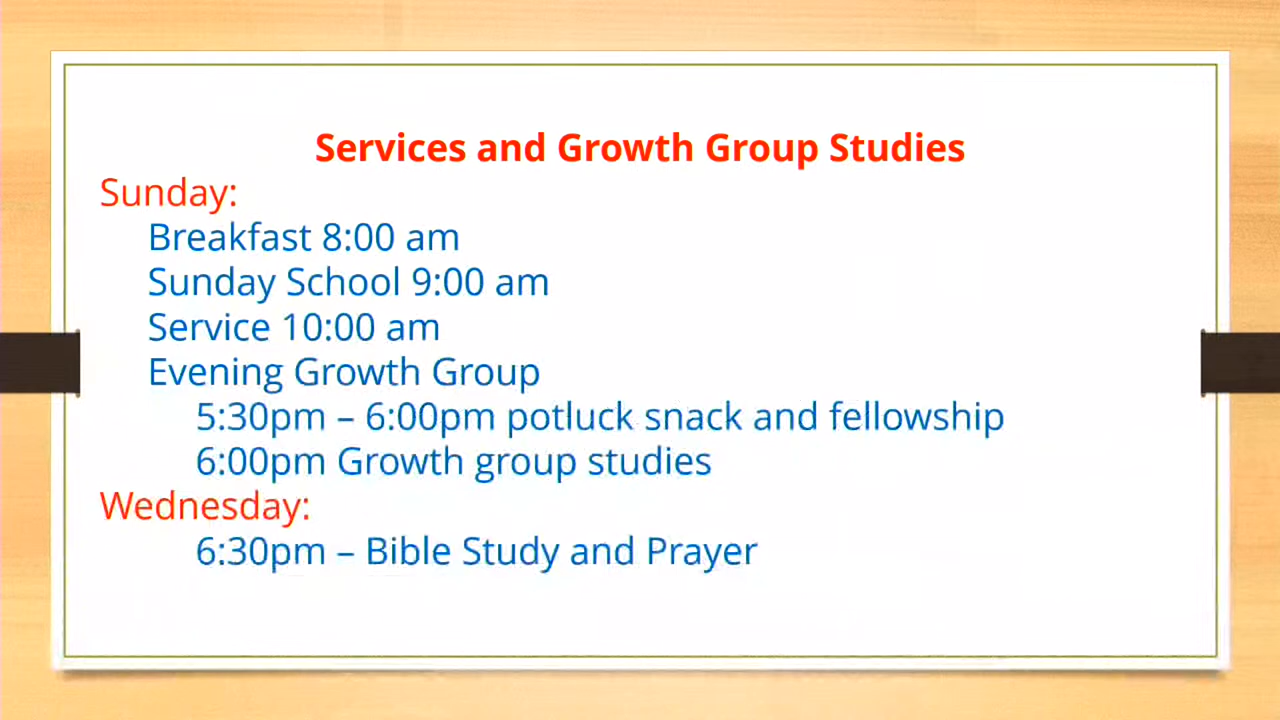 Services and Growth Group Studies
Sunday:
Breakfast 8:00 am
Sunday School 9:00 am
Service 10:00 am
Evening Growth Group
5:30pm – 6:00pm potluck snack and fellowship
6:00pm Growth group studies
Wednesday:
6:30pm – Bible Study and Prayer